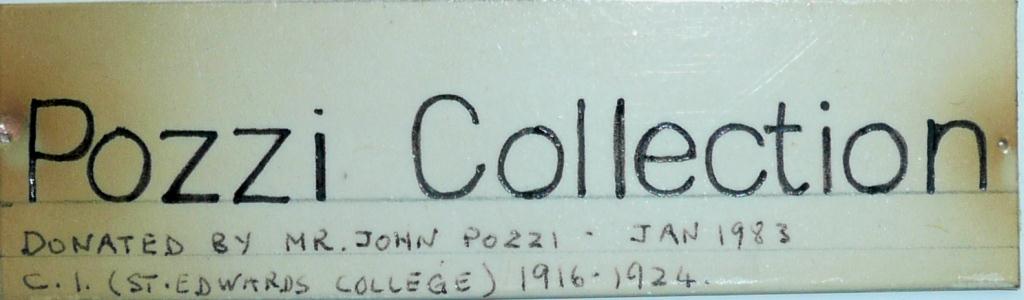 Pozzi Collection
DONATED BY MR. JOHN POZZI - JAN 1983
C.I. (ST.EDWARDS COLLEGE) 1916-1924.